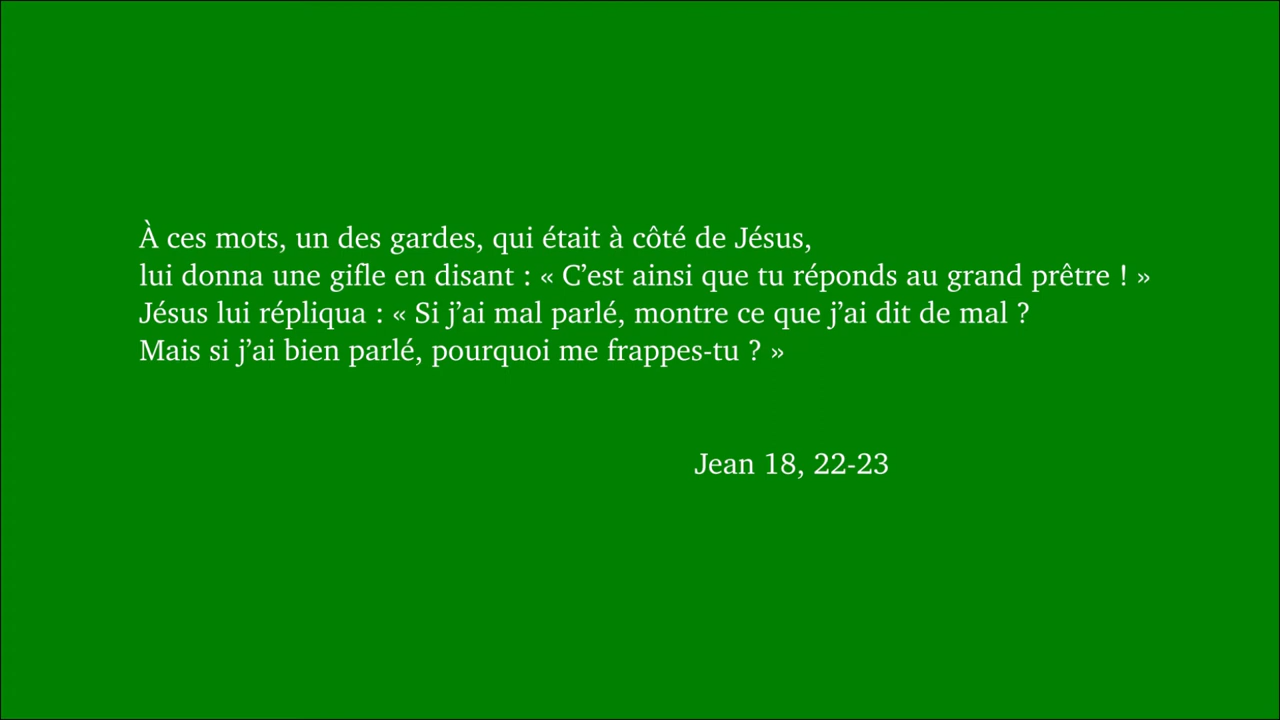 À ces mots, un des gardes, qui était à côté de Jésus,
lui donna une gifle en disant : « C’est ainsi que tu réponds au grand prêtre ! »
Jésus lui répliqua : « Si j’ai mal parlé, montre ce que j’ai dit de mal ?
Mais si j’ai bien parlé, pourquoi me frappes-tu ? »
Jean 18, 22-23